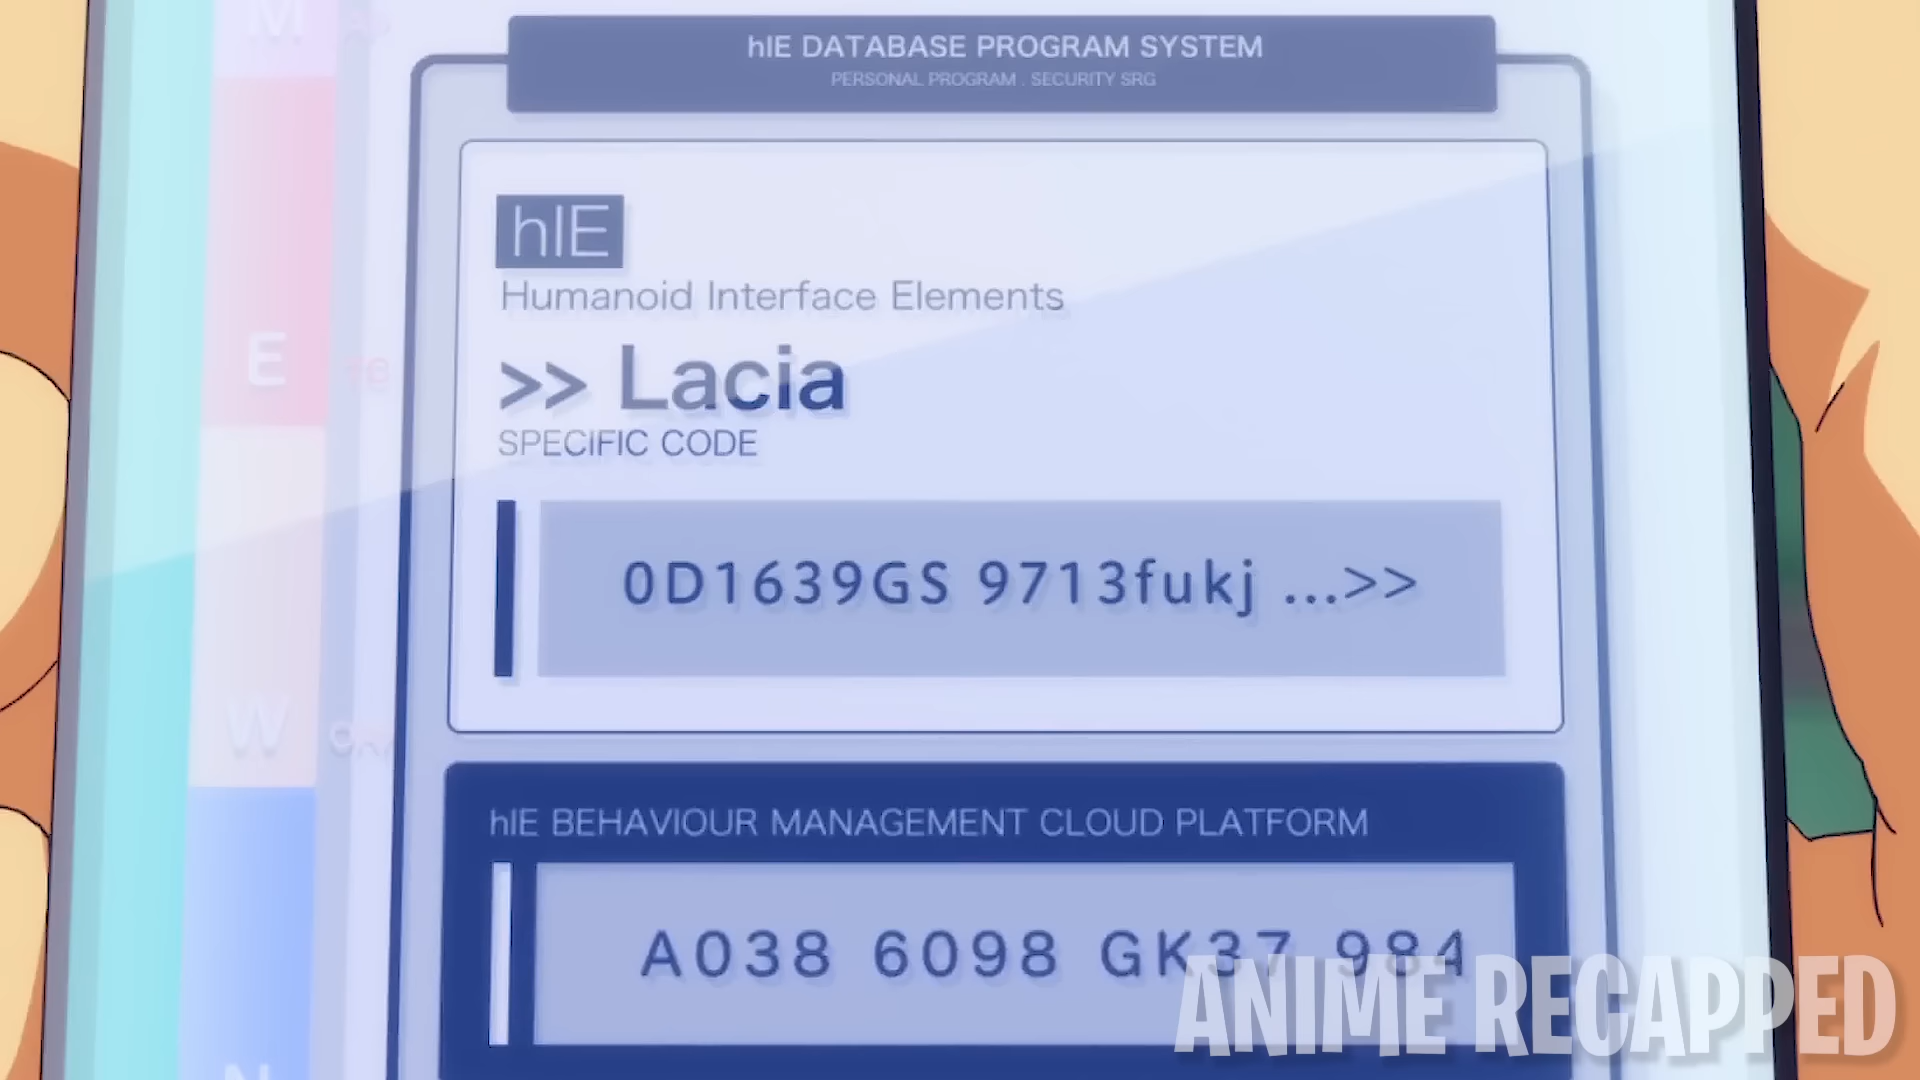 hIE DATABASE PROGRAM SYSTEM
PERSONAL PROGRAM . SECURITY SRG
hIE
Humanoid Interface Elements
>> Lacia
SPECIFIC CODE
0D1639GS 9713fukj ...>>
hIE BEHAVIOUR MANAGEMENT CLOUD PLATFORM
A038 6098 GK37 984
M
E
W
N
ANIME RECAPPED